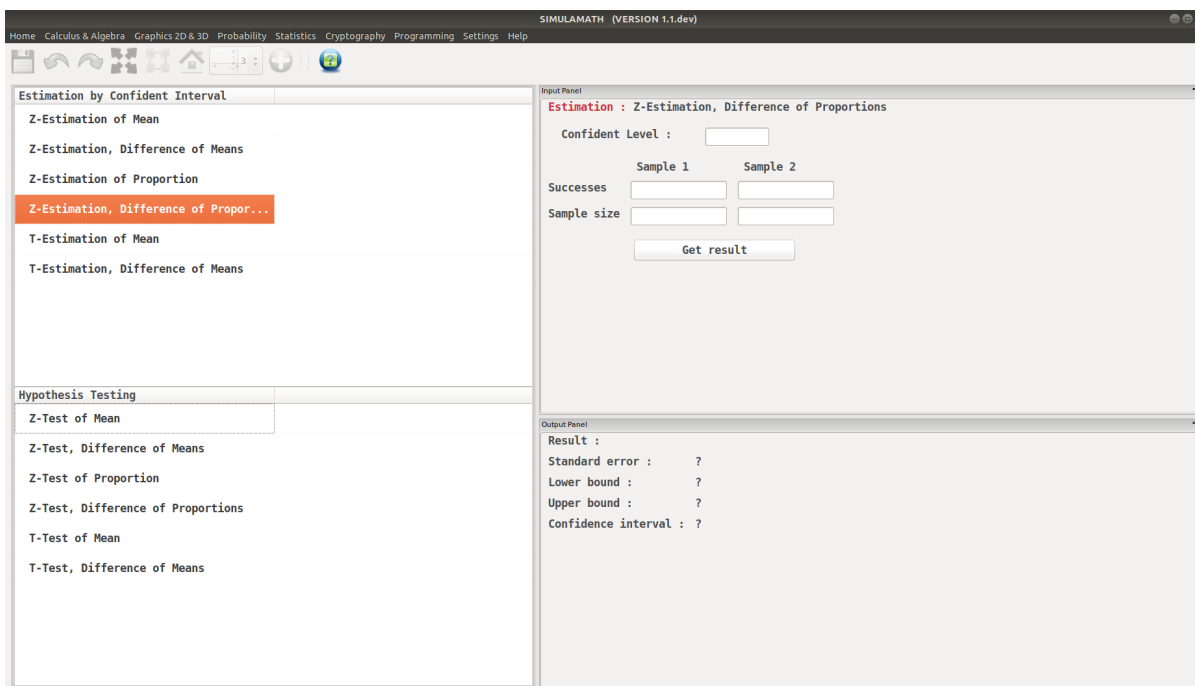 SIMULAMATH (VERSION 1.1.dev)
Home Calculus & Algebra Graphics 2D & 3D Probability Statistics Cryptography Programming Settings Help
3
Estimation by Confident Interval
Z-Estimation of Mean
Z-Estimation, Difference of Means
Z-Estimation of Proportion
Z-Estimation, Difference of Propor...
T-Estimation of Mean
T-Estimation, Difference of Means
Hypothesis Testing
Z-Test of Mean
Z-Test, Difference of Means
Z-Test of Proportion
Z-Test, Difference of Proportions
T-Test of Mean
T-Test, Difference of Means
Input Panel
Estimation : Z-Estimation, Difference of Proportions
Confident Level :
Sample 1 Sample 2
Successes
Sample size
Get result
Output Panel
Result :
Standard error : ?
Lower bound : ?
Upper bound : ?
Confidence interval : ?